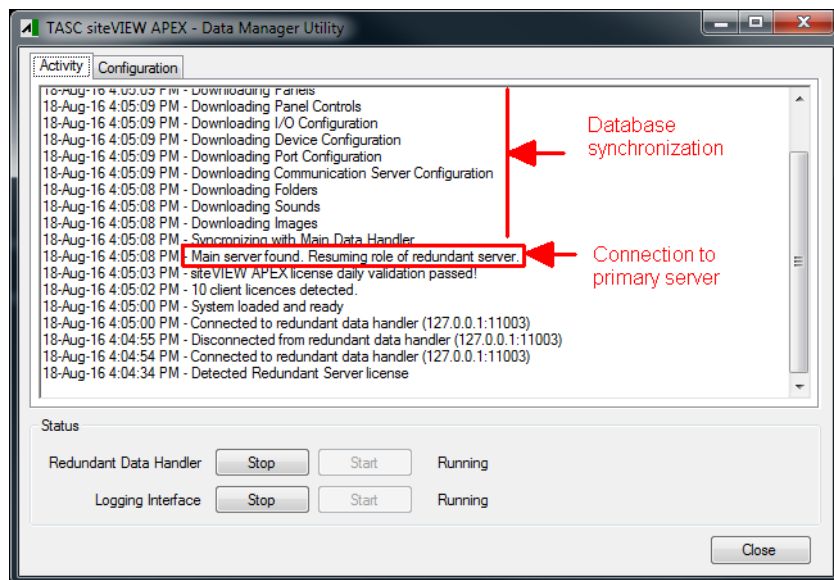 TASC siteVIEW APEX - Data Manager Utility
Activity Configuration
18-Aug-16 4:05:09 PM - Downloading Panels
18-Aug-16 4:05:09 PM - Downloading Panel Controls
18-Aug-16 4:05:09 PM - Downloading I/O Configuration
18-Aug-16 4:05:09 PM - Downloading Device Configuration
18-Aug-16 4:05:09 PM - Downloading Port Configuration
18-Aug-16 4:05:09 PM - Downloading Communication Server Configuration
18-Aug-16 4:05:08 PM - Downloading Folders
18-Aug-16 4:05:08 PM - Downloading Sounds
18-Aug-16 4:05:08 PM - Downloading Images
18-Aug-16 4:05:08 PM - Syncronizing with Main Data Handler
18-Aug-16 4:05:08 PM - Main server found. Resuming role of redundant server.
18-Aug-16 4:05:03 PM - siteVIEW APEX license daily validation passed!
18-Aug-16 4:05:02 PM - 10 client licences detected.
18-Aug-16 4:05:00 PM - System loaded and ready
18-Aug-16 4:05:00 PM - Connected to redundant data handler (127.0.0.1:11003)
18-Aug-16 4:04:55 PM - Disconnected from redundant data handler (127.0.0.1:11003)
18-Aug-16 4:04:54 PM - Connected to redundant data handler (127.0.0.1:11003)
18-Aug-16 4:04:34 PM - Detected Redundant Server license
Database
synchronization
Connection to
primary server
Status
Redundant Data Handler Stop Start Running
Logging Interface Stop Start Running
Close